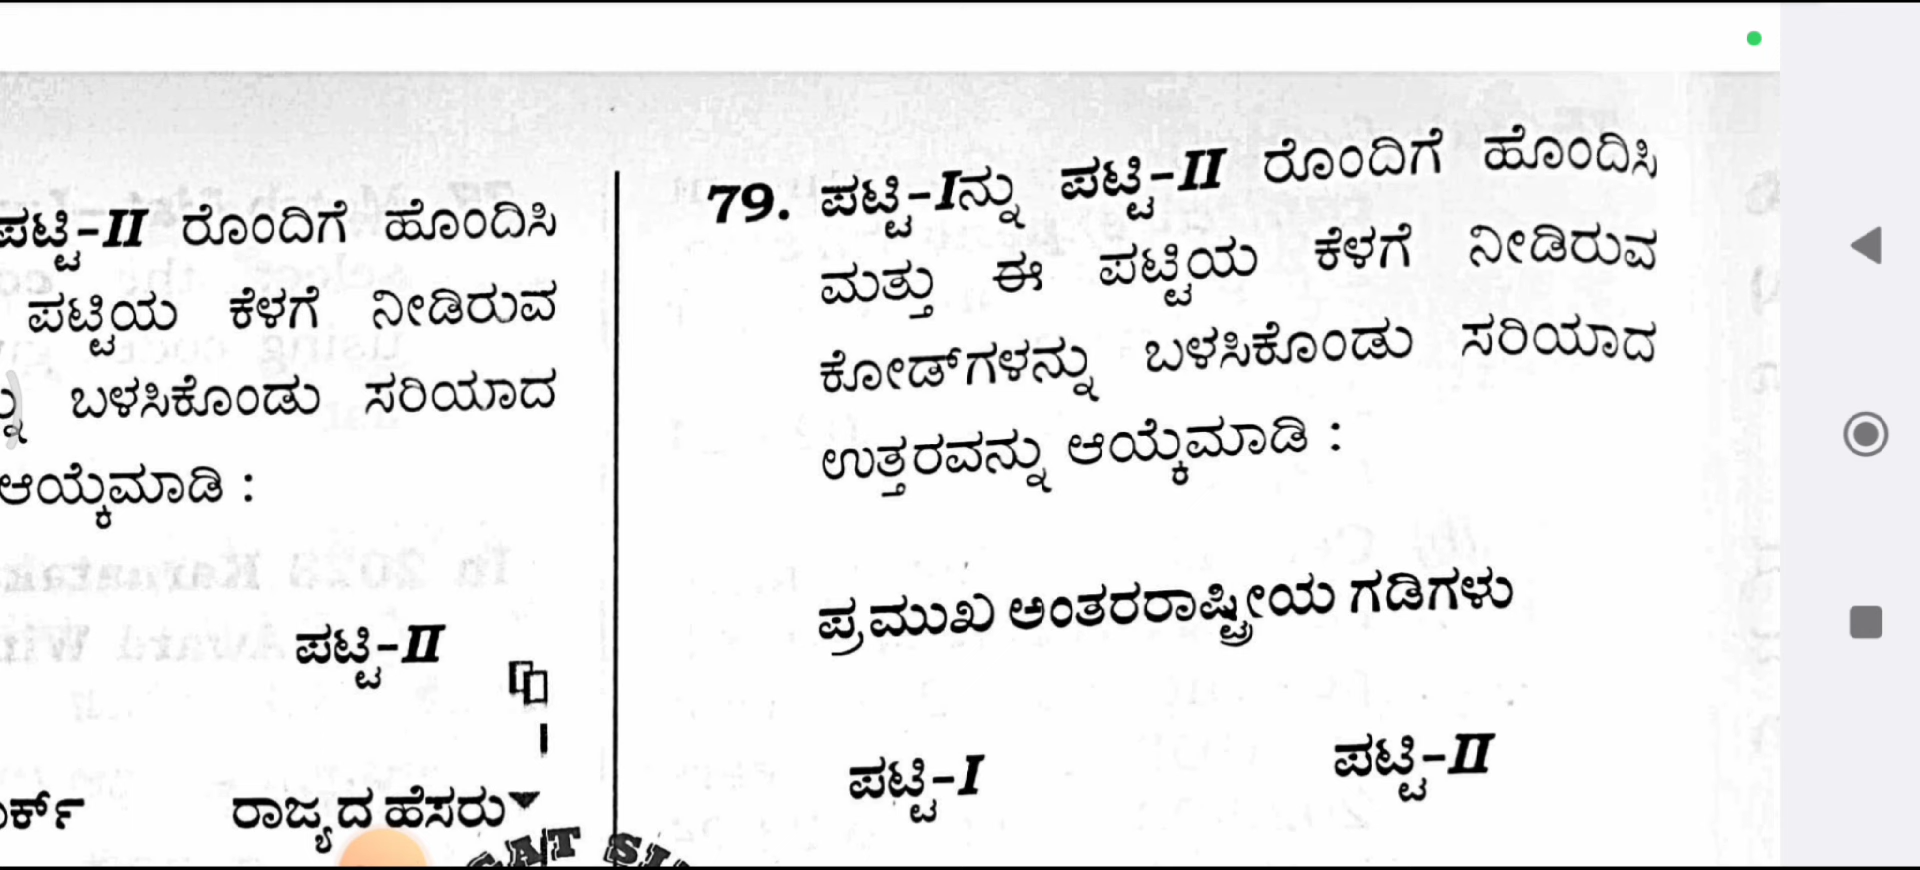 ಪಟ್ಟಿ-II ರೊಂದಿಗೆ ಹೊಂದಿಸಿ
ಪಟ್ಟಿಯ ಕೆಳಗೆ ನೀಡಿರುವ
ಬಳಸಿಕೊಂಡು ಸರಿಯಾದ
ಆಯ್ಕೆಮಾಡಿ :
ಪಟ್ಟಿ-II
ರಾಜ್ಯದ ಹೆಸರು
79. ಪಟ್ಟಿ-Iನ್ನು ಪಟ್ಟಿ-II ರೊಂದಿಗೆ ಹೊಂದಿಸಿ
ಮತ್ತು ಈ ಪಟ್ಟಿಯ ಕೆಳಗೆ ನೀಡಿರುವ
ಕೋಡ್‌ಗಳನ್ನು ಬಳಸಿಕೊಂಡು ಸರಿಯಾದ
ಉತ್ತರವನ್ನು ಆಯ್ಕೆಮಾಡಿ :
ಪ್ರಮುಖ ಅಂತರರಾಷ್ಟ್ರೀಯ ಗಡಿಗಳು
ಪಟ್ಟಿ-I ಪಟ್ಟಿ-II